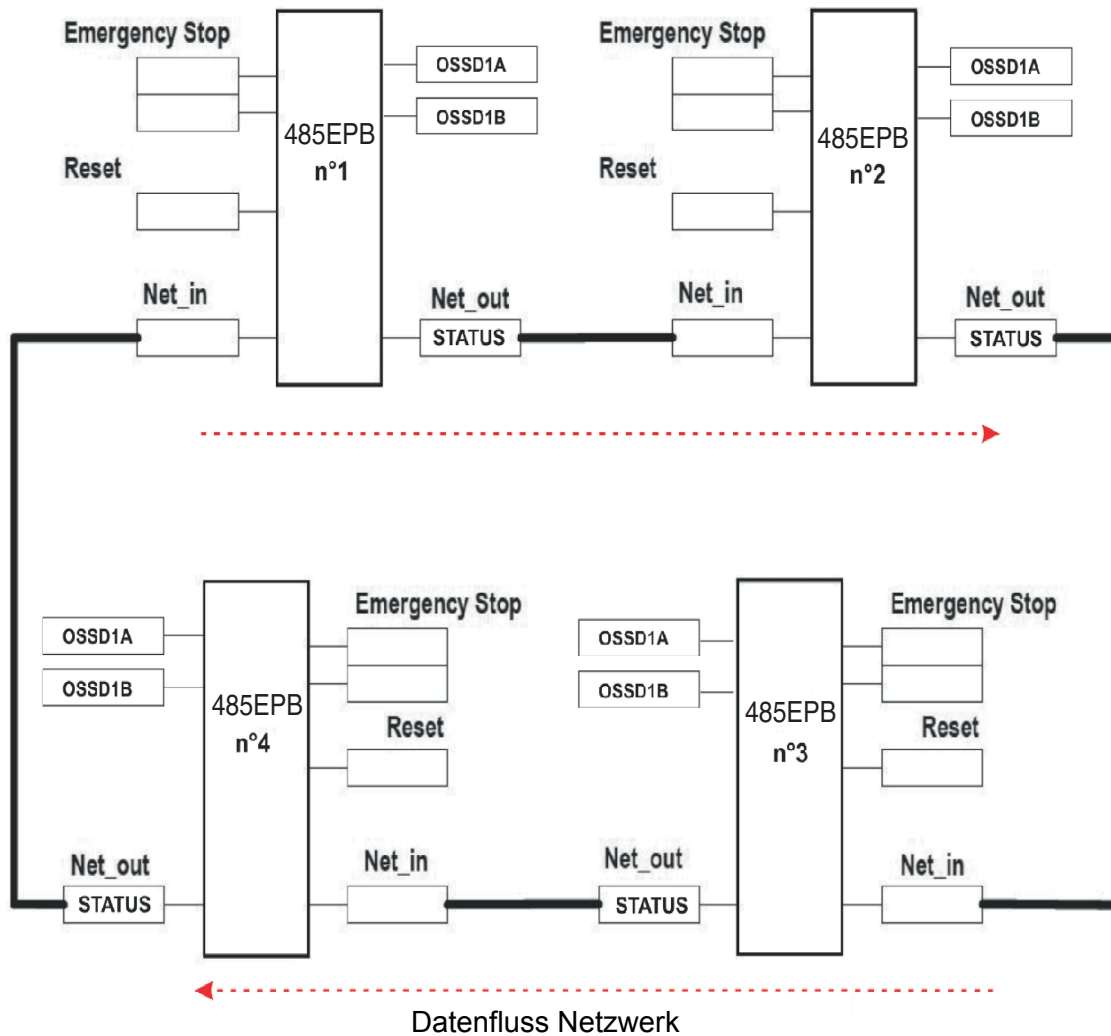 Emergency Stop
OSSD1A
OSSD1B
485EPB
n°1
Reset
Net_in
Net_out
STATUS
Emergency Stop
OSSD1A
OSSD1B
485EPB
n°2
Reset
Net_in
Net_out
STATUS
OSSD1A
OSSD1B
485EPB
n°4
Emergency Stop
Reset
Net_out
STATUS
Net_in
OSSD1A
OSSD1B
485EPB
n°3
Emergency Stop
Reset
Net_out
STATUS
Net_in
Datenfluss Netzwerk